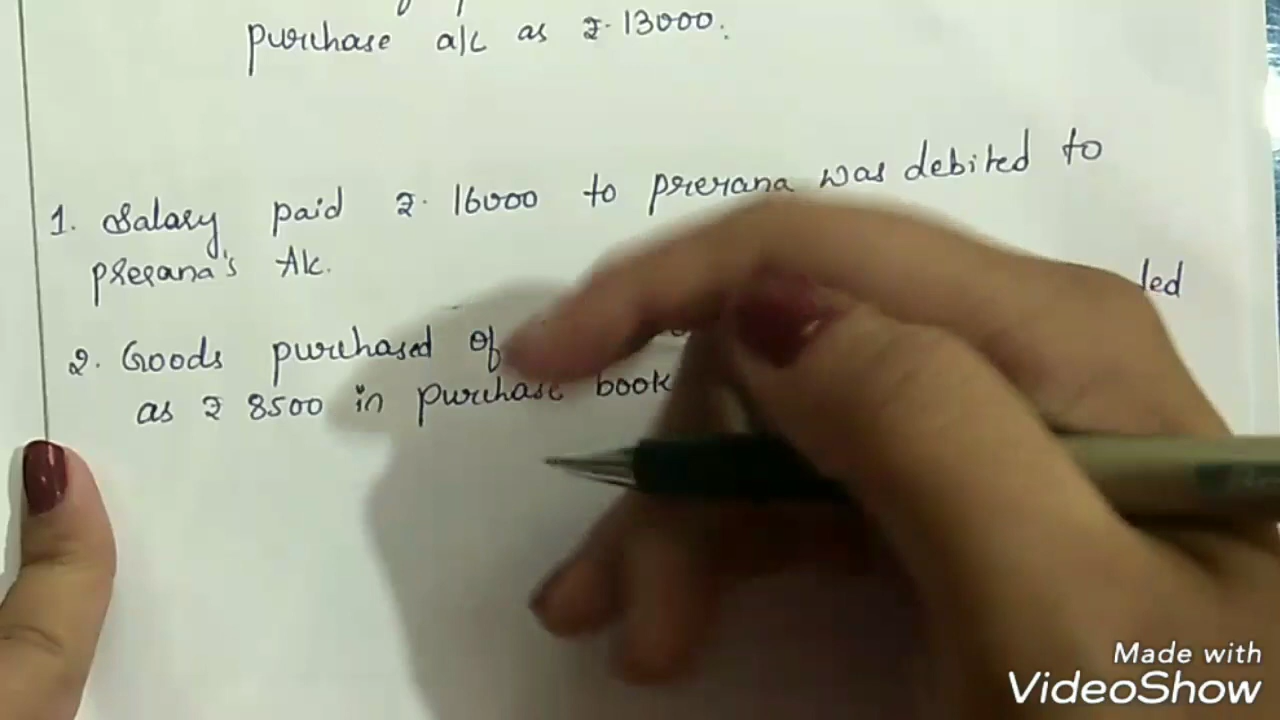 purchase a/c as ₹. 13000.
1. Salary paid ₹. 16000 to prerana was debited to
prerana's A/c.
2. Goods purchased of
as ₹ 8500 in purchase book
Made with
VideoShow